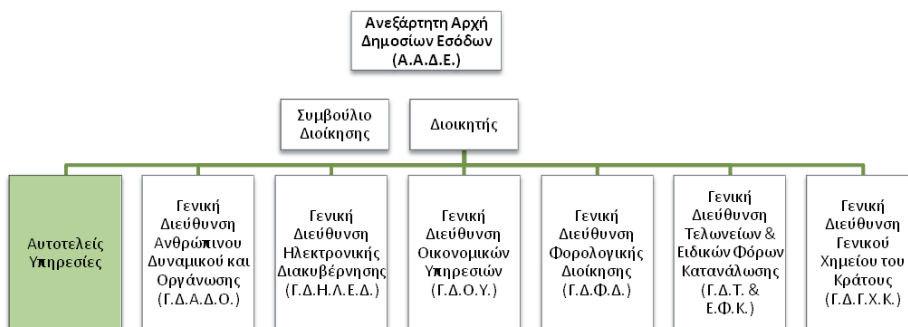 Ανεξάρτητη Αρχή
Δημοσίων Εσόδων
(Α.Α.Δ.Ε.)
Συμβούλιο
Διοίκησης
Διοικητής
Αυτοτελείς
Υπηρεσίες
Γενική
Διεύθυνση
Ανθρώπινου
Δυναμικού και
Οργάνωσης
(Γ.Δ.Α.Δ.Ο.)
Γενική
Διεύθυνση
Ηλεκτρονικής
Διακυβέρνησης
(Γ.Δ.Η.Λ.Ε.Δ.)
Γενική
Διεύθυνση
Οικονομικών
Υπηρεσιών
(Γ.Δ.Ο.Υ.)
Γενική
Διεύθυνση
Φορολογικής
Διοίκησης
(Γ.Δ.Φ.Δ.)
Γενική
Διεύθυνση
Τελωνείων &
Ειδικών Φόρων
Κατανάλωσης
(Γ.Δ.Τ. &
Ε.Φ.Κ.)
Γενική
Διεύθυνση
Γενικού
Χημείου του
Κράτους
(Γ.Δ.Γ.Χ.Κ.)